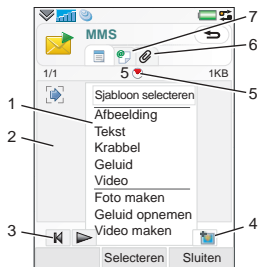 7
MMS
6
1/1
5
1KB
5
Sjabloon selecteren
1
Afbeelding
Tekst
2
Krabbel
Geluid
Video
Foto maken
Geluid opnemen
4
3
Video maken
Selecteren
Sluiten